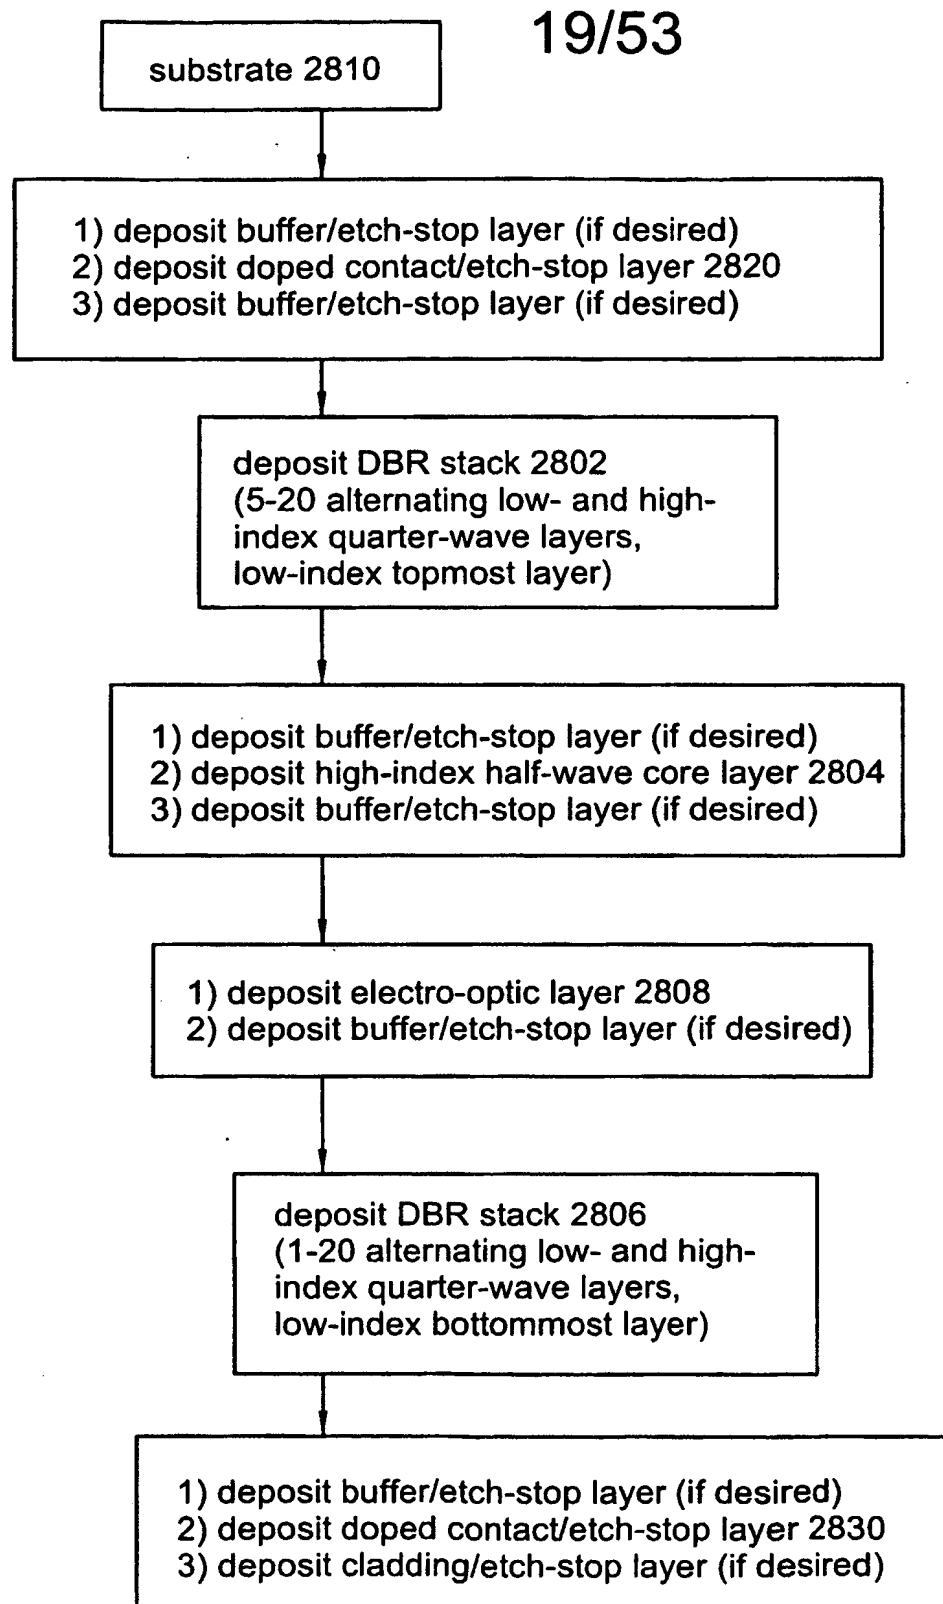 19/53
substrate 2810
1) deposit buffer/etch-stop layer (if desired)
2) deposit doped contact/etch-stop layer 2820
3) deposit buffer/etch-stop layer (if desired)
deposit DBR stack 2802
(5-20 alternating low- and high-
index quarter-wave layers,
low-index topmost layer)
1) deposit buffer/etch-stop layer (if desired)
2) deposit high-index half-wave core layer 2804
3) deposit buffer/etch-stop layer (if desired)
1) deposit electro-optic layer 2808
2) deposit buffer/etch-stop layer (if desired)
deposit DBR stack 2806
(1-20 alternating low- and high-
index quarter-wave layers,
low-index bottommost layer)
1) deposit buffer/etch-stop layer (if desired)
2) deposit doped contact/etch-stop layer 2830
3) deposit cladding/etch-stop layer (if desired)